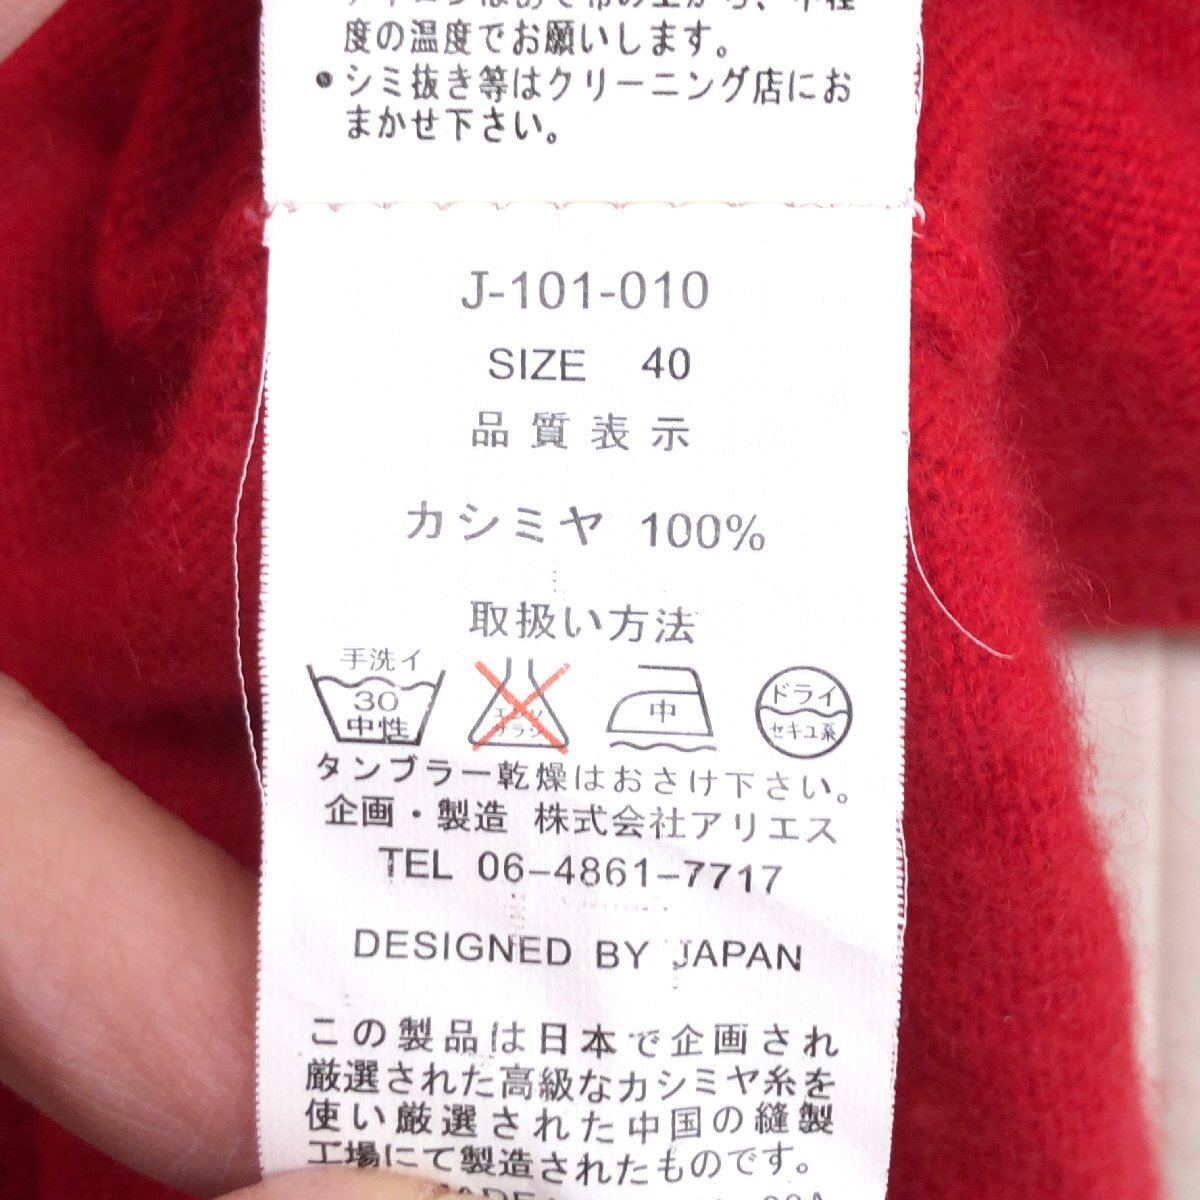 度の温度でお願いします。
• シミ抜き等はクリーニング店にお
まかせ下さい。
J-101-010
SIZE 40
品質表示
カシミヤ 100%
取扱い方法
手洗イ
30
中性
中
ドライ
セキユ系
タンブラー乾燥はおさけ下さい。
企画・製造 株式会社アリエス
TEL 06-4861-7717
DESIGNED BY JAPAN
この製品は日本で企画され
厳選された高級なカシミヤ糸を
使い厳選された中国の縫製
工場にて製造されたものです。